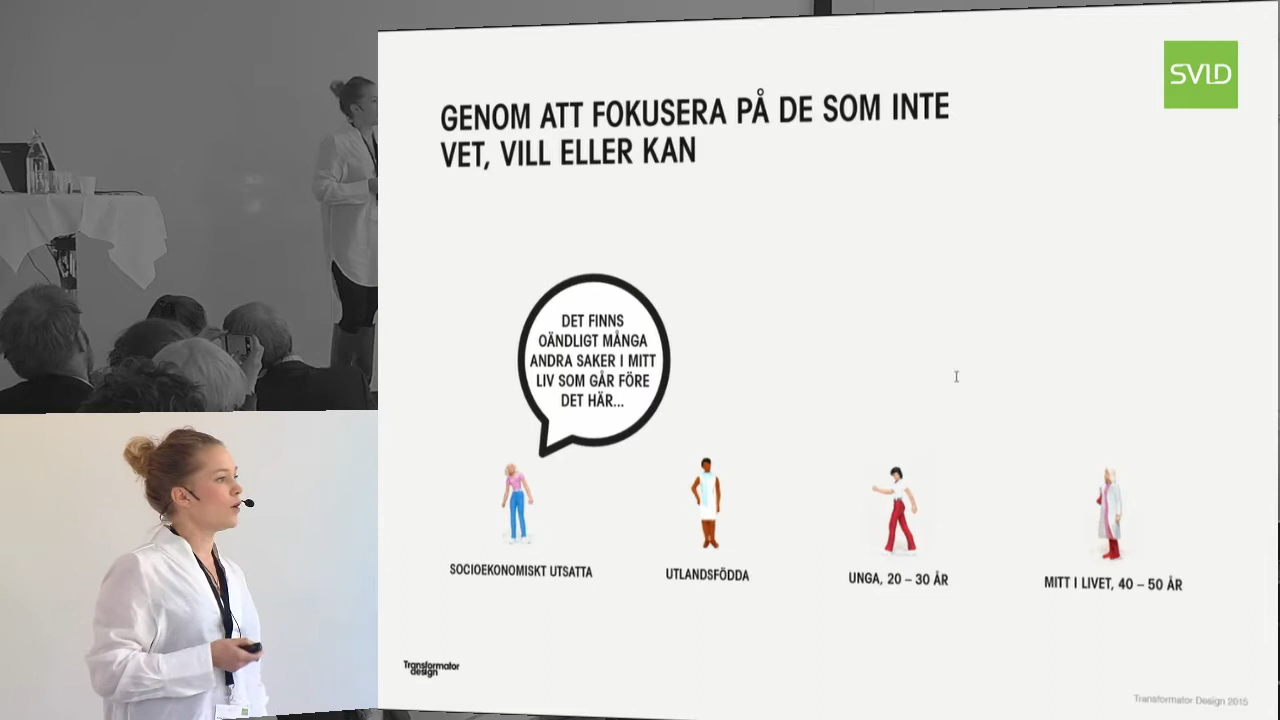 SVID
GENOM ATT FOKUSERA PÅ DE SOM INTE
VET, VILL ELLER KAN
DET FINNS
OÄNDLIGT MÅNGA
ANDRA SAKER I MITT
LIV SOM GÅR FÖRE
DET HÄR...
SOCIOEKONOMISKT UTSATTA
UTLANDSFÖDDA
UNGA, 20 – 30 ÅR
MITT I LIVET, 40 – 50 ÅR
Transformator
design
Transformator Design 2015